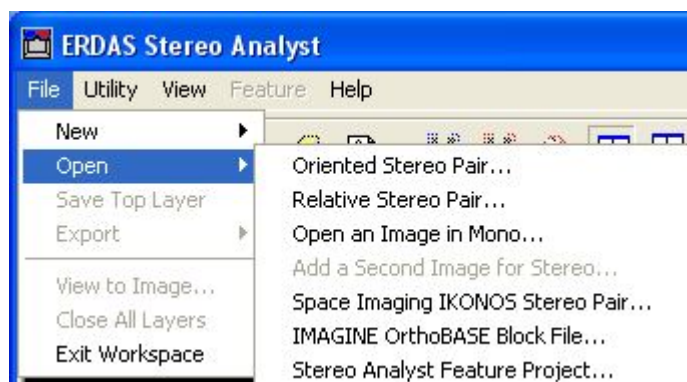 ERDAS Stereo Analyst
File Utility View Feature Help
New
Open
Save Top Layer
Export
View to Image...
Close All Layers
Exit Workspace
Oriented Stereo Pair...
Relative Stereo Pair...
Open an Image in Mono...
Add a Second Image for Stereo...
Space Imaging IKONOS Stereo Pair...
IMAGINE OrthoBASE Block File...
Stereo Analyst Feature Project...